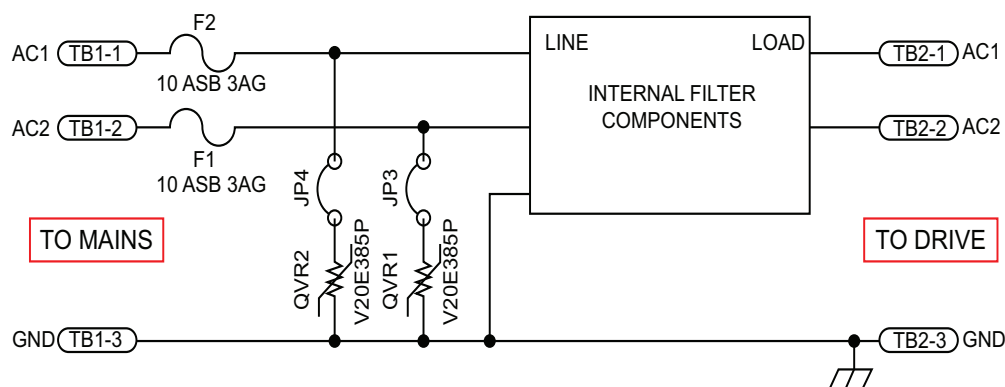 F2
AC1 TB1-1
10 ASB 3AG
AC2 TB1-2
F1
10 ASB 3AG
LINE LOAD
INTERNAL FILTER
COMPONENTS
TB2-1 AC1
TB2-2 AC2
JP4
JP3
TO MAINS
TO DRIVE
QVR2
V20E385P
QVR1
V20E385P
GND TB1-3
TB2-3 GND